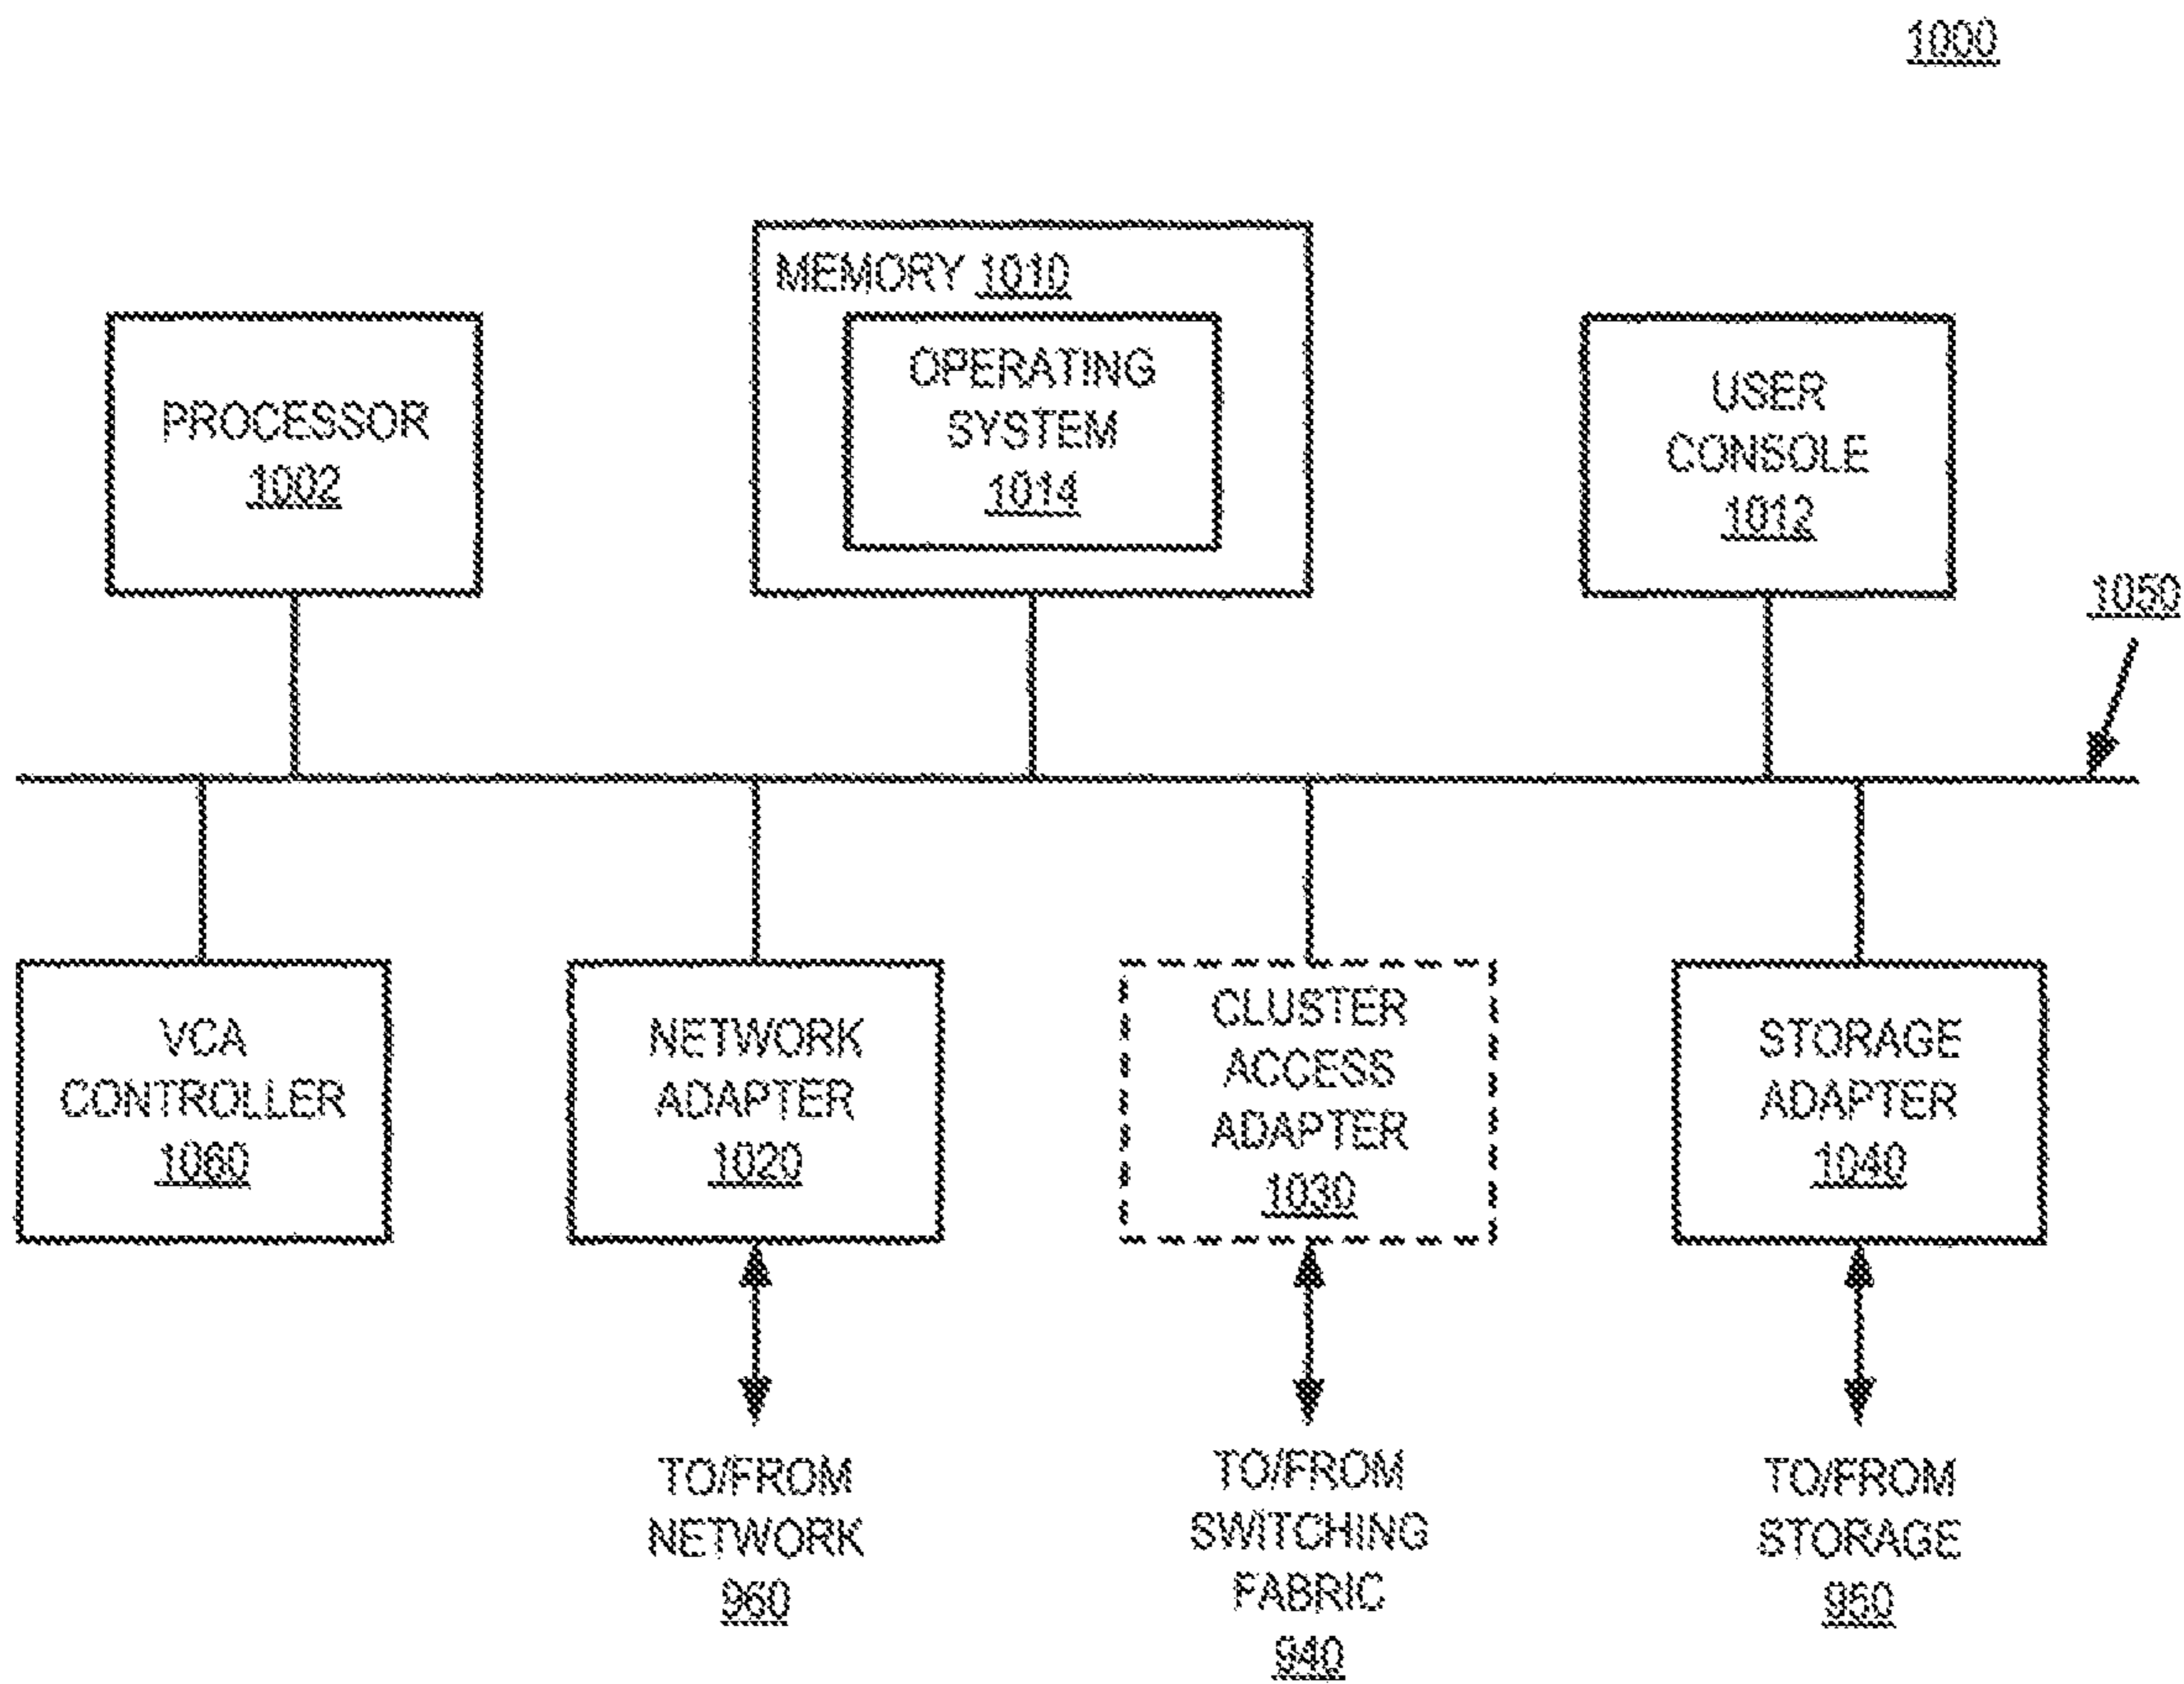 1000
MEMORY 1010
OPERATING
SYSTEM
1014
PROCESSOR
1002
USER
CONSOLE
1012
1050
VCA
CONTROLLER
1060
NETWORK
ADAPTER
1020
CLUSTER
ACCESS
ADAPTER
1030
STORAGE
ADAPTER
1040
TO/FROM
NETWORK
960
TO/FROM
SWITCHING
FABRIC
940
TO/FROM
STORAGE
950